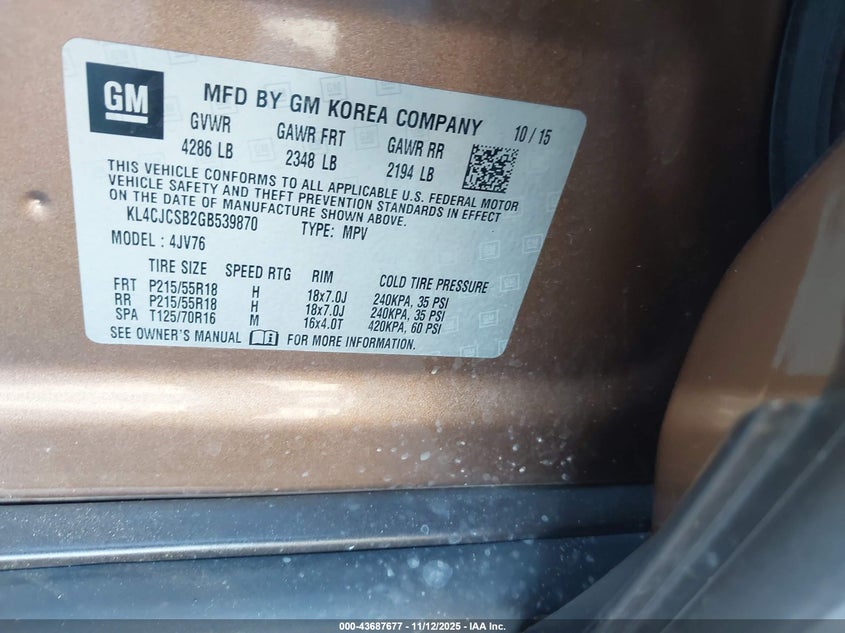 GM
MFD BY GM KOREA COMPANY 10/15
GVWR GAWR FRT GAWR RR
4286 LB 2348 LB 2194 LB
THIS VEHICLE CONFORMS TO ALL APPLICABLE U.S. FEDERAL MOTOR
VEHICLE SAFETY AND THEFT PREVENTION STANDARDS IN EFFECT
ON THE DATE OF MANUFACTURE SHOWN ABOVE.
KL4CJCSB2GB539870 TYPE: MPV
MODEL : 4JV76
TIRE SIZE SPEED RTG RIM COLD TIRE PRESSURE
FRT P215/55R18 H 18x7.0J 240KPA, 35 PSI
RR P215/55R18 H 18x7.0J 240KPA, 35 PSI
SPA T125/70R16 M 16x4.0T 420KPA, 60 PSI
SEE OWNER'S MANUAL FOR MORE INFORMATION.
000-43687677 - 11/12/2025 - IAA Inc.